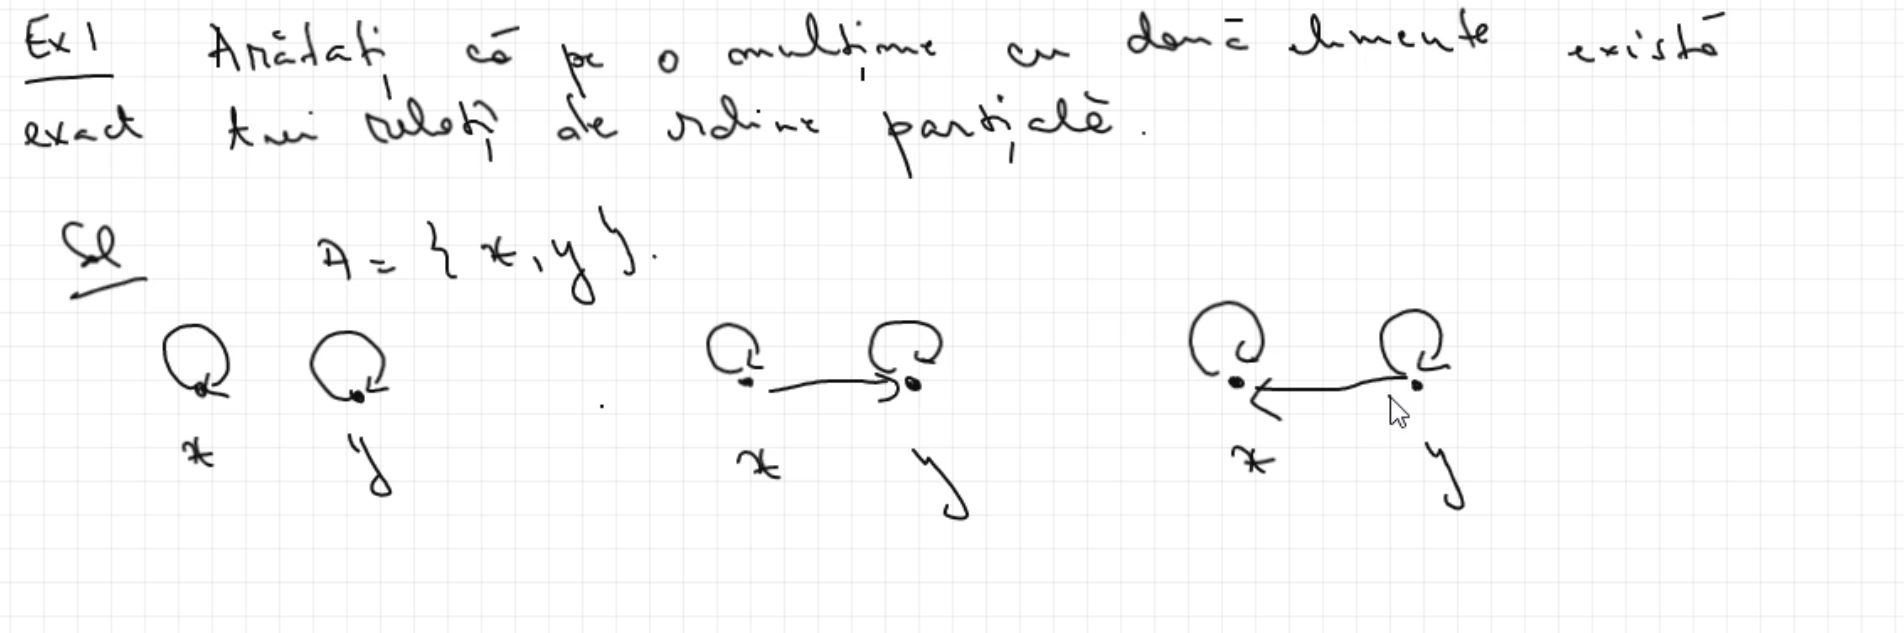 Ex 1 Arătați că pe o mulțime cu două elemente există
exact trei relații de ordine parțială.
Sol A = { x, y }.
x y x y x y